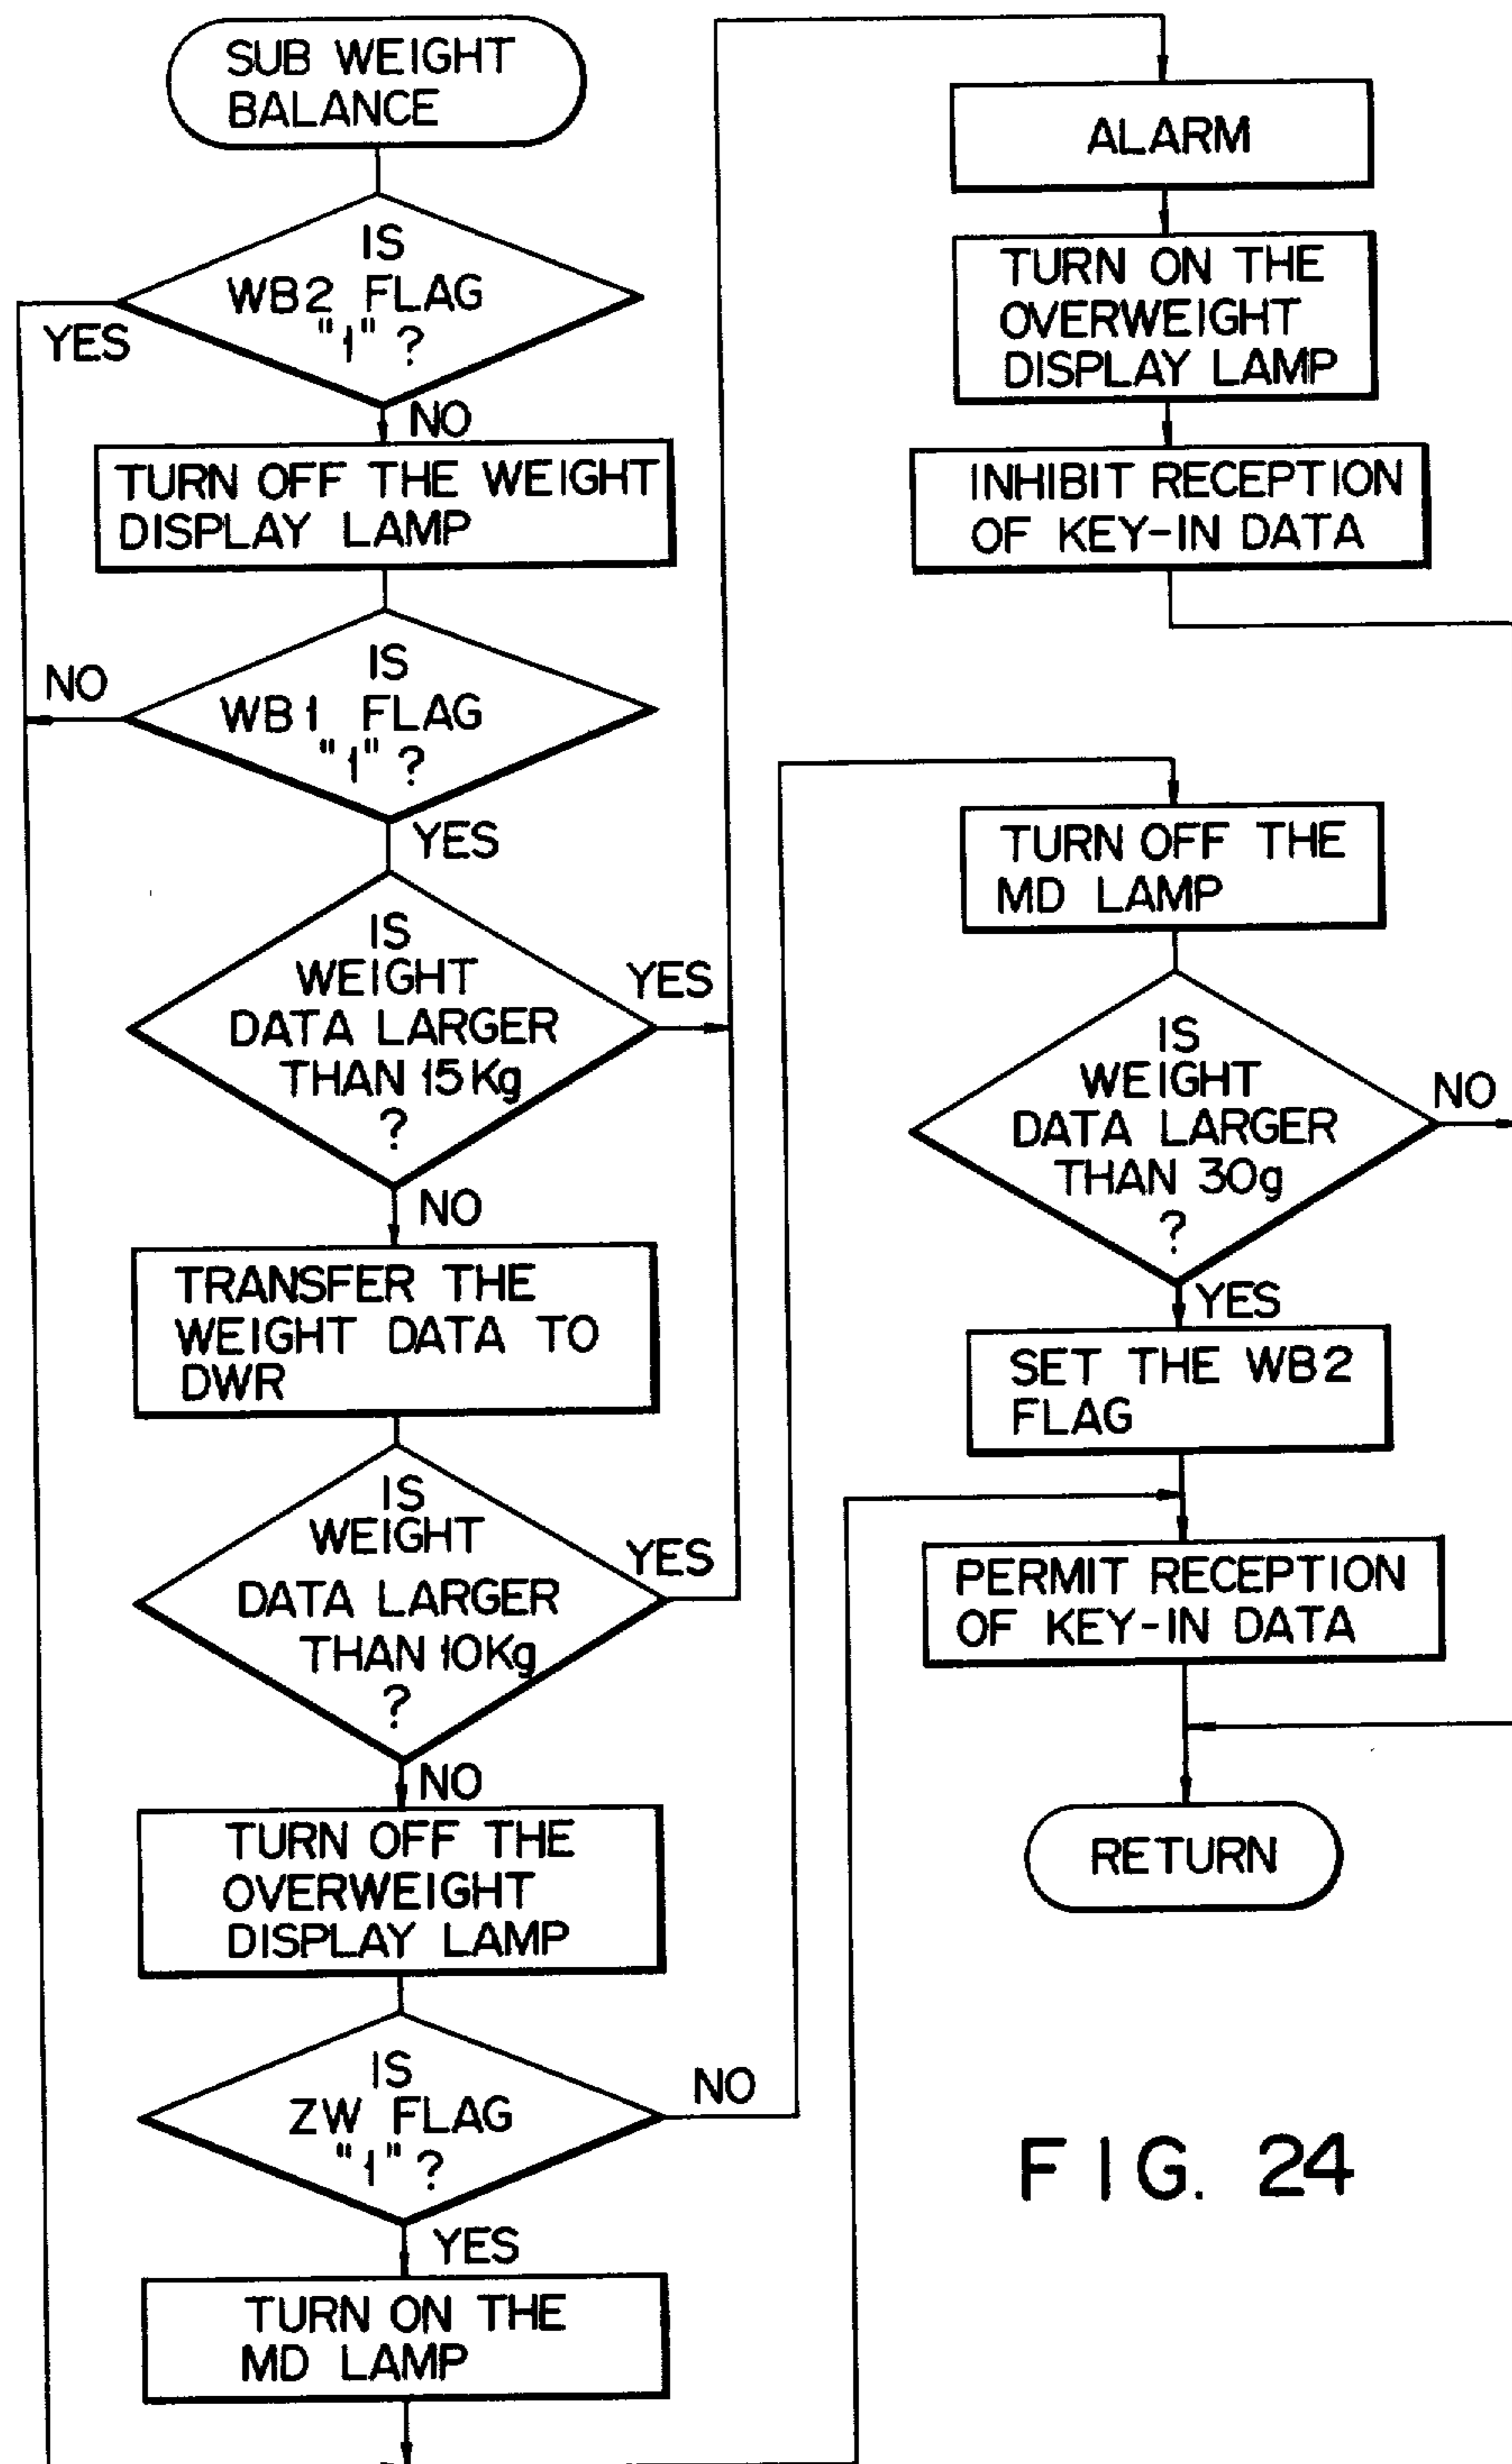 SUB WEIGHT
BALANCE
IS
WB2 FLAG
"1" ?
YES
NO
TURN OFF THE WEIGHT
DISPLAY LAMP
IS
WB1 FLAG
"1" ?
NO
YES
IS
WEIGHT
DATA LARGER
THAN 15Kg
?
YES
NO
TRANSFER THE
WEIGHT DATA TO
DWR
IS
WEIGHT
DATA LARGER
THAN 10Kg
?
YES
NO
TURN OFF THE
OVERWEIGHT
DISPLAY LAMP
IS
ZW FLAG
"1" ?
NO
YES
TURN ON THE
MD LAMP
ALARM
TURN ON THE
OVERWEIGHT
DISPLAY LAMP
INHIBIT RECEPTION
OF KEY-IN DATA
TURN OFF THE
MD LAMP
IS
WEIGHT
DATA LARGER
THAN 30g
?
NO
YES
SET THE WB2
FLAG
PERMIT RECEPTION
OF KEY-IN DATA
RETURN
FIG. 24